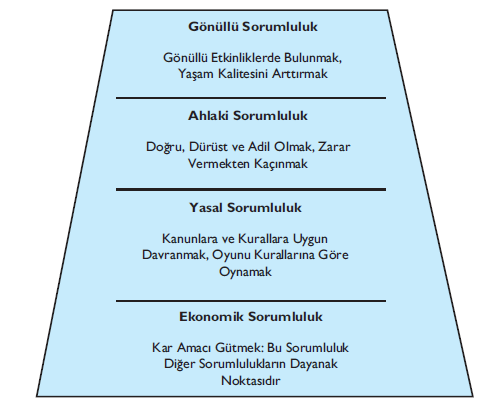 Gönüllü Sorumluluk
Gönüllü Etkinliklerde Bulunmak,
Yaşam Kalitesini Arttırmak
Ahlaki Sorumluluk
Doğru, Dürüst ve Adil Olmak, Zarar
Vermekten Kaçınmak
Yasal Sorumluluk
Kanunlara ve Kurallara Uygun
Davranmak, Oyunu Kurallarına Göre
Oynamak
Ekonomik Sorumluluk
Kar Amacı Gütmek: Bu Sorumluluk
Diğer Sorumlulukların Dayanak
Noktasıdır